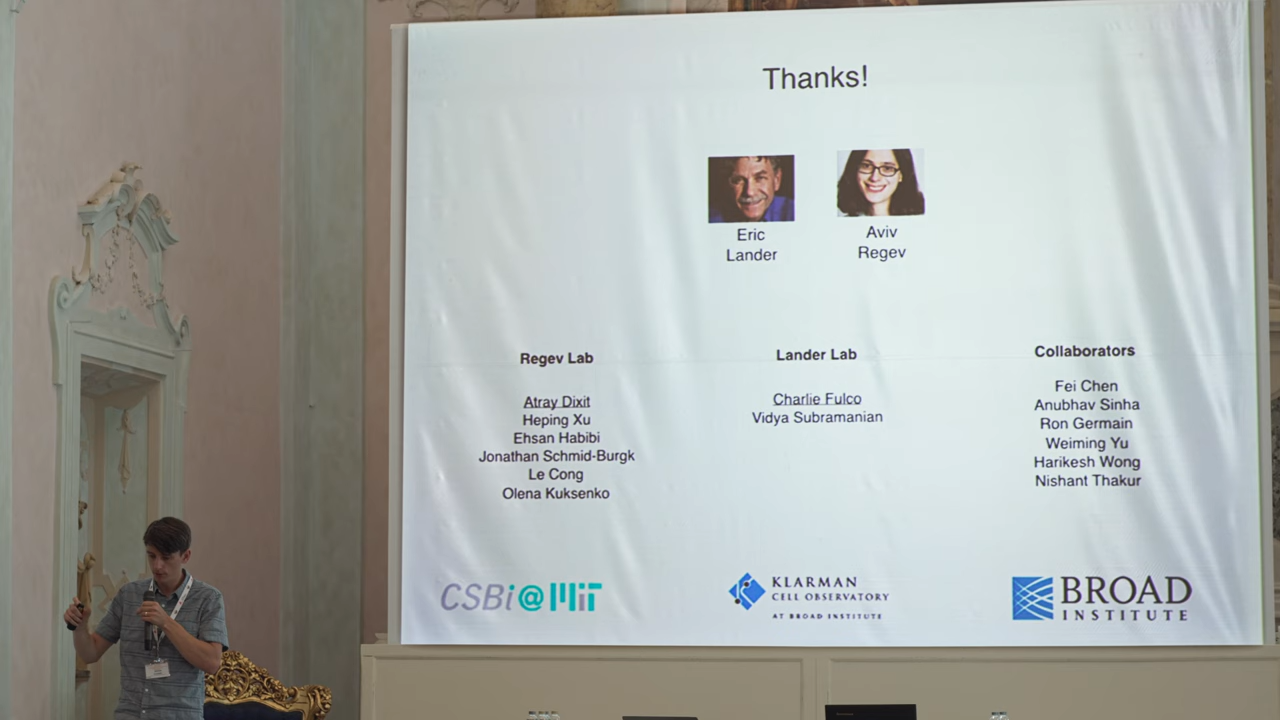 Thanks!
Eric
Lander
Aviv
Regev
Regev Lab
Atray Dixit
Heping Xu
Ehsan Habibi
Jonathan Schmid-Burgk
Le Cong
Olena Kuksenko
Lander Lab
Charlie Fulco
Vidya Subramanian
Collaborators
Fei Chen
Anubhav Sinha
Ron Germain
Weiming Yu
Harikesh Wong
Nishant Thakur
CSBi@MIT
KLARMAN
CELL OBSERVATORY
AT BROAD INSTITUTE
BROAD
INSTITUTE